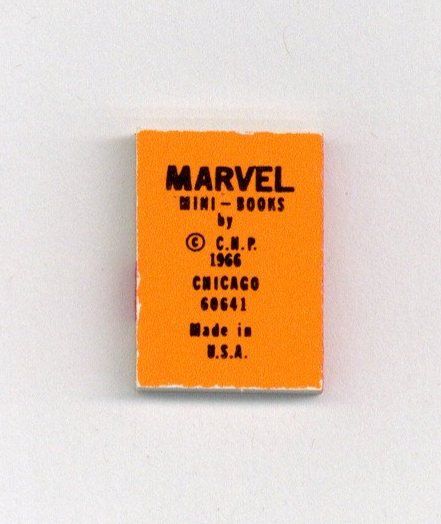 MARVEL
MINI-BOOKS
by
© C.N.P.
1966
CHICAGO
60641
Made in
U.S.A.